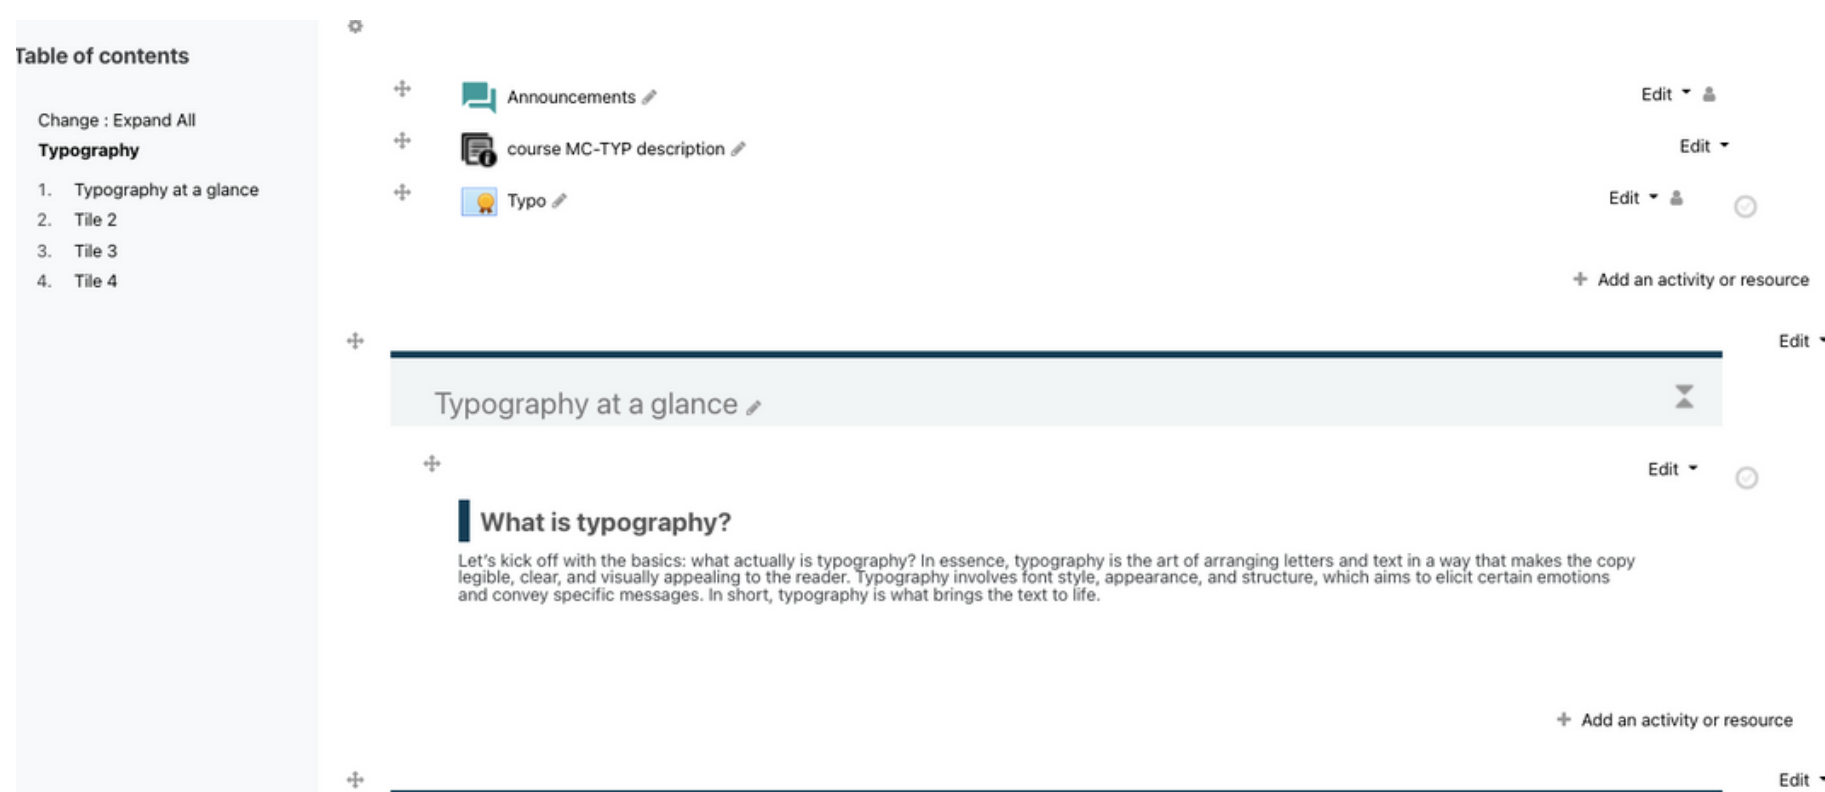 Table of contents
Change : Expand All
Typography
1. Typography at a glance
2. Tile 2
3. Tile 3
4. Tile 4
Announcements Edit
course MC-TYP description Edit
Typo Edit
+ Add an activity or resource
Edit
Typography at a glance
Edit
What is typography?
Let's kick off with the basics: what actually is typography? In essence, typography is the art of arranging letters and text in a way that makes the copy
legible, clear, and visually appealing to the reader. Typography involves font style, appearance, and structure, which aims to elicit certain emotions
and convey specific messages. In short, typography is what brings the text to life.
+ Add an activity or resource
Edit